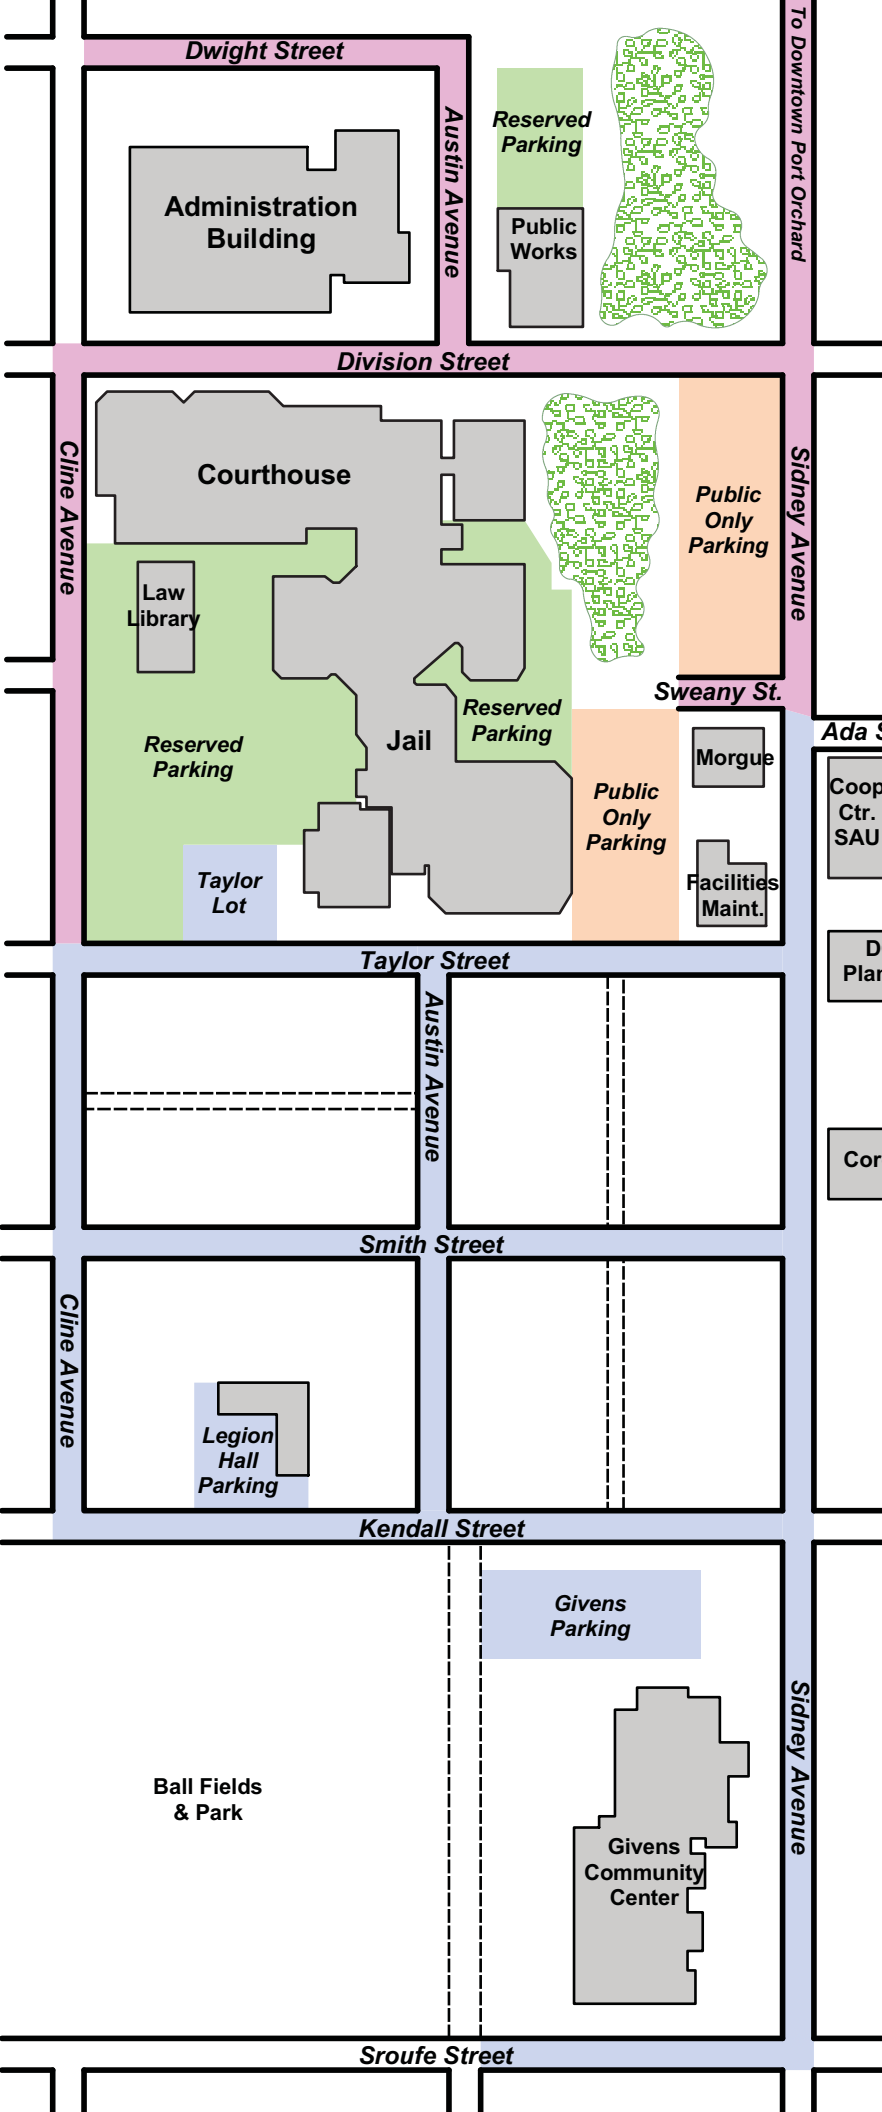 Dwight Street
To Downtown Port Orchard
Austin Avenue
Reserved
Parking
Administration
Building
Public
Works
Division Street
Cline Avenue
Courthouse
Sidney Avenue
Public
Only
Parking
Law
Library
Sweany St.
Reserved
Parking
Jail
Reserved
Parking
Ada S
Morgue
Public
Only
Parking
Coop
Ctr.
SAU
Taylor
Lot
Facilities
Maint.
Taylor Street
D
Plan
Austin Avenue
Cor
Smith Street
Cline Avenue
Legion
Hall
Parking
Kendall Street
Givens
Parking
Sidney Avenue
Ball Fields
& Park
Givens
Community
Center
Sroufe Street